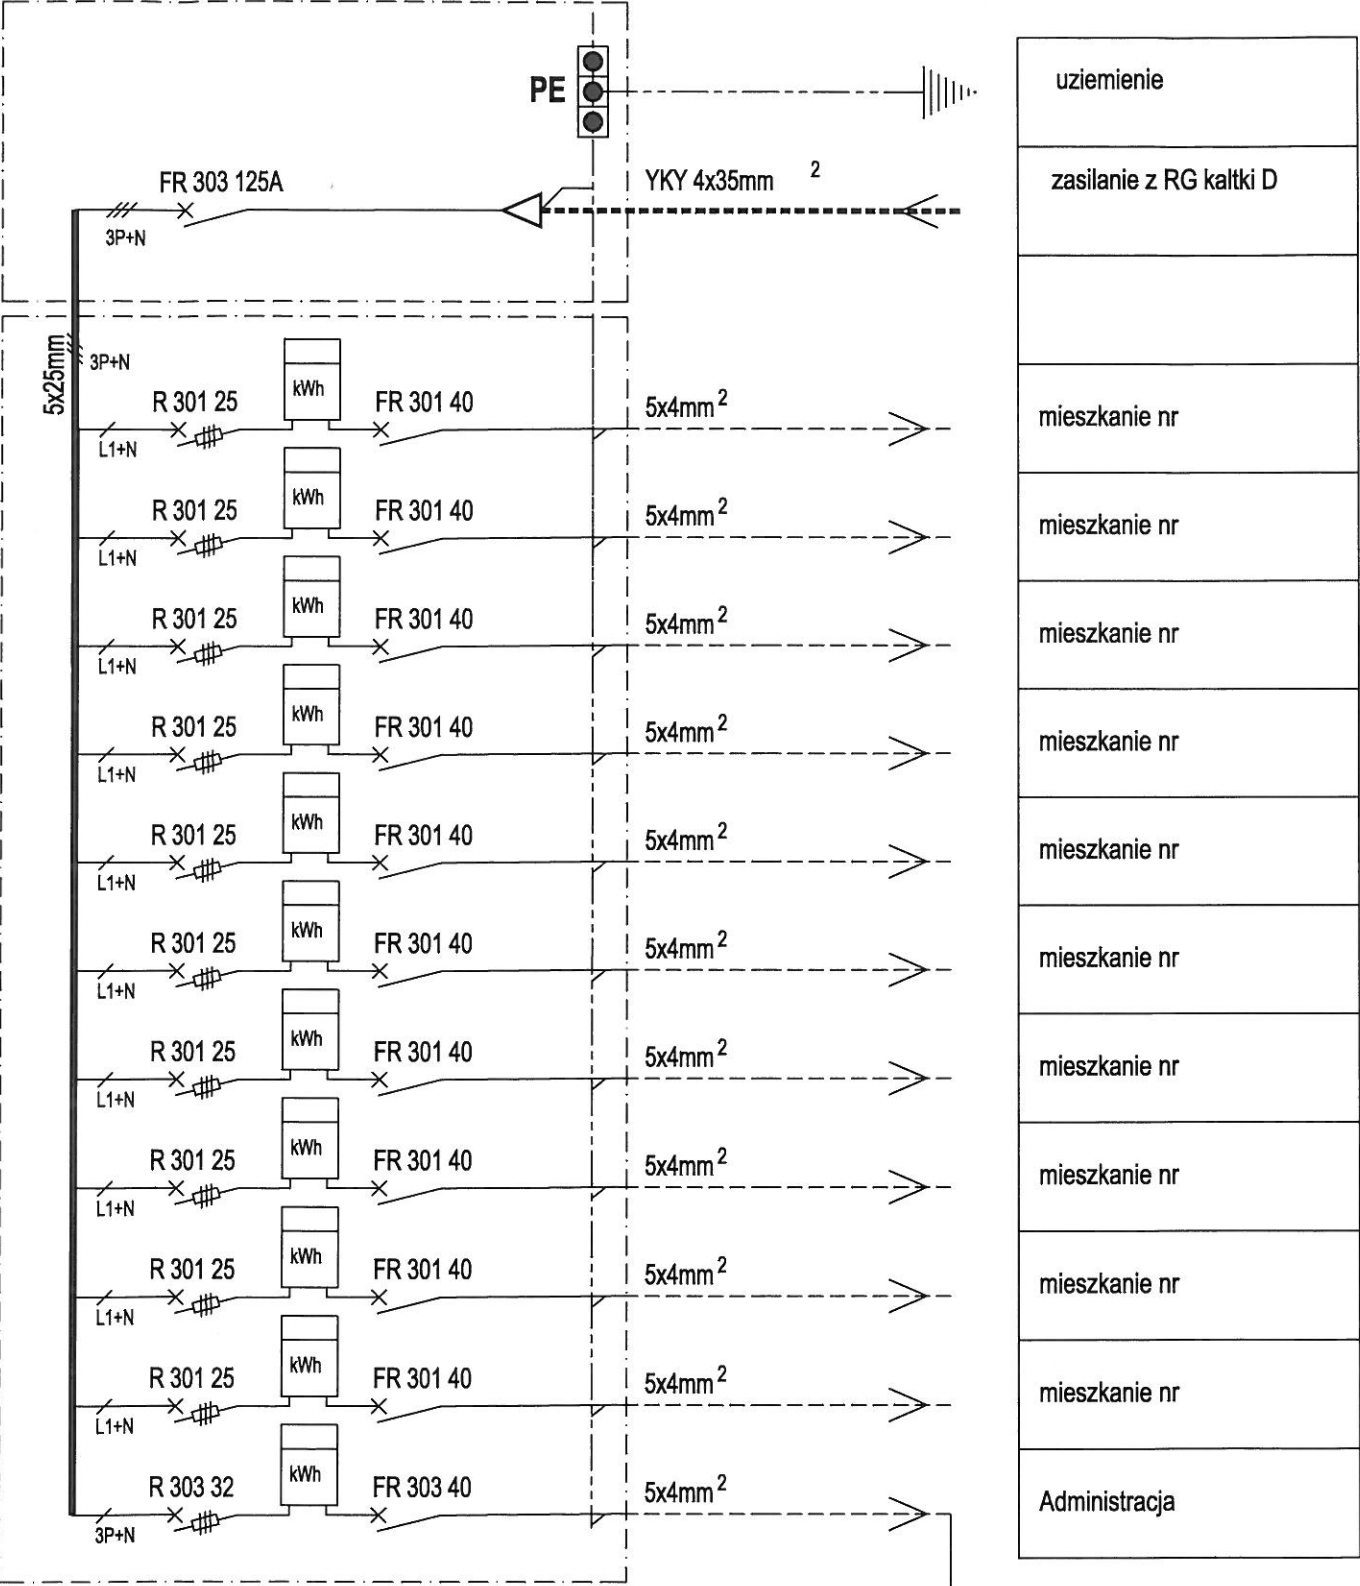 PE
uziemienie
FR 303 125A
YKY 4x35mm 2
zasilanie z RG kaltki D
3P+N
5x25mm
3P+N
R 301 25
kWh
FR 301 40
5x4mm2
mieszkanie nr
L1+N
R 301 25
kWh
FR 301 40
5x4mm2
mieszkanie nr
L1+N
R 301 25
kWh
FR 301 40
5x4mm2
mieszkanie nr
L1+N
R 301 25
kWh
FR 301 40
5x4mm2
mieszkanie nr
L1+N
R 301 25
kWh
FR 301 40
5x4mm2
mieszkanie nr
L1+N
R 301 25
kWh
FR 301 40
5x4mm2
mieszkanie nr
L1+N
R 301 25
kWh
FR 301 40
5x4mm2
mieszkanie nr
L1+N
R 301 25
kWh
FR 301 40
5x4mm2
mieszkanie nr
L1+N
R 301 25
kWh
FR 301 40
5x4mm2
mieszkanie nr
L1+N
R 301 25
kWh
FR 301 40
5x4mm2
mieszkanie nr
L1+N
R 303 32
kWh
FR 303 40
5x4mm2
Administracja
3P+N